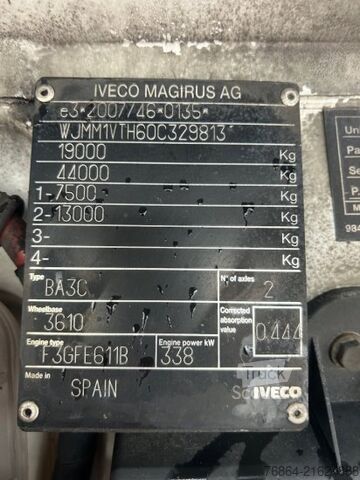 IVECO MAGIRUS AG
e3*2007/46*0135*
WJMM1VTH60C329813
19000 Kg
44000 Kg
1- 7500 Kg
2- 13000 Kg
3- Kg
4- Kg
Type BA3C N° of axles 2
Wheelbase 3610 Corrected absorption value 0.444
Engine type F3GFE611B Engine power kW 338
Made in SPAIN
Truck
IVECO